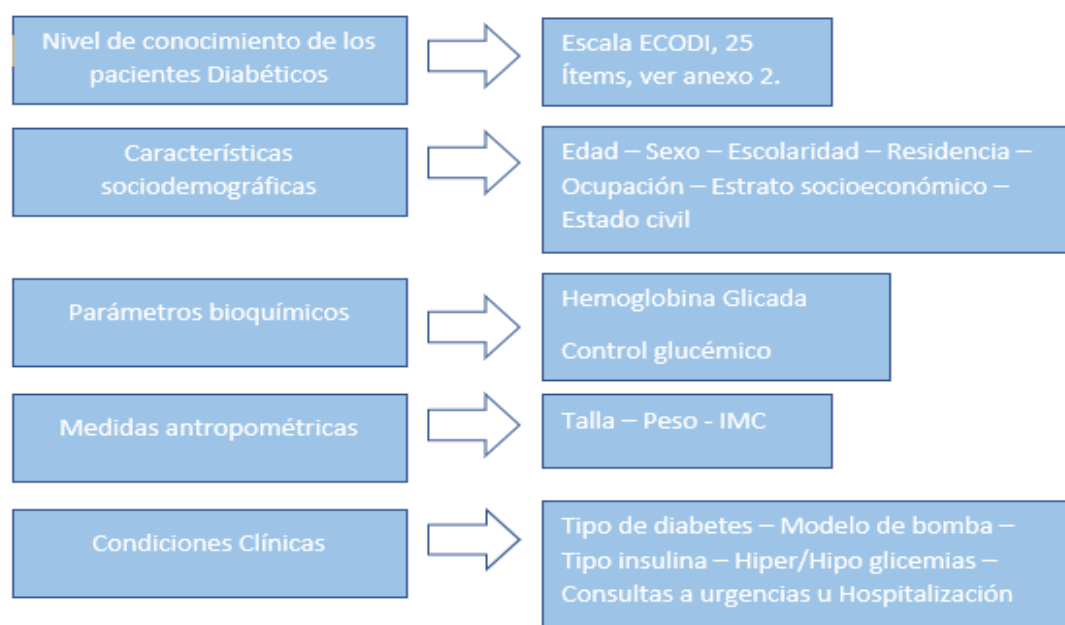 Nivel de conocimiento de los
pacientes Diabéticos
Escala ECODI, 25
Ítems, ver anexo 2.
Características
sociodemográficas
Edad – Sexo – Escolaridad – Residencia –
Ocupación – Estrato socioeconómico –
Estado civil
Parámetros bioquímicos
Hemoglobina Glicada
Control glucémico
Medidas antropométricas
Talla – Peso - IMC
Condiciones Clínicas
Tipo de diabetes – Modelo de bomba –
Tipo insulina – Hiper/Hipo glicemias –
Consultas a urgencias u Hospitalización